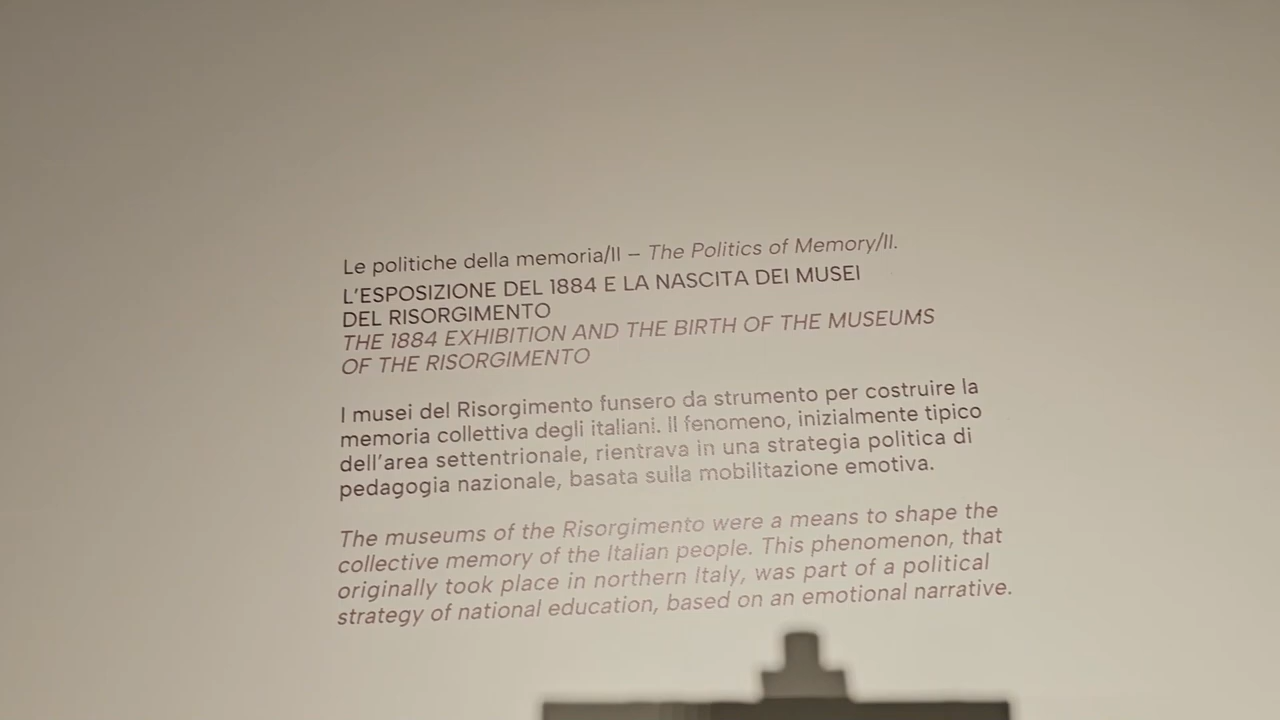 Le politiche della memoria/II – The Politics of Memory/II.
L'ESPOSIZIONE DEL 1884 E LA NASCITA DEI MUSEI
DEL RISORGIMENTO
THE 1884 EXHIBITION AND THE BIRTH OF THE MUSEUMS
OF THE RISORGIMENTO
I musei del Risorgimento funsero da strumento per costruire la
memoria collettiva degli italiani. Il fenomeno, inizialmente tipico
dell'area settentrionale, rientrava in una strategia politica di
pedagogia nazionale, basata sulla mobilitazione emotiva.
The museums of the Risorgimento were a means to shape the
collective memory of the Italian people. This phenomenon, that
originally took place in northern Italy, was part of a political
strategy of national education, based on an emotional narrative.